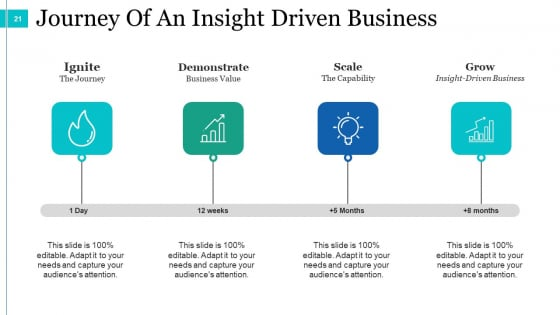 21
Journey Of An Insight Driven Business
Ignite
The Journey
Demonstrate
Business Value
Scale
The Capability
Grow
Insight-Driven Business
1 Day
12 weeks
+5 Months
+8 months
This slide is 100%
editable. Adapt it to your
needs and capture your
audience's attention.
This slide is 100%
editable. Adapt it to your
needs and capture your
audience's attention.
This slide is 100%
editable. Adapt it to your
needs and capture your
audience's attention.
This slide is 100%
editable. Adapt it to your
needs and capture your
audience's attention.